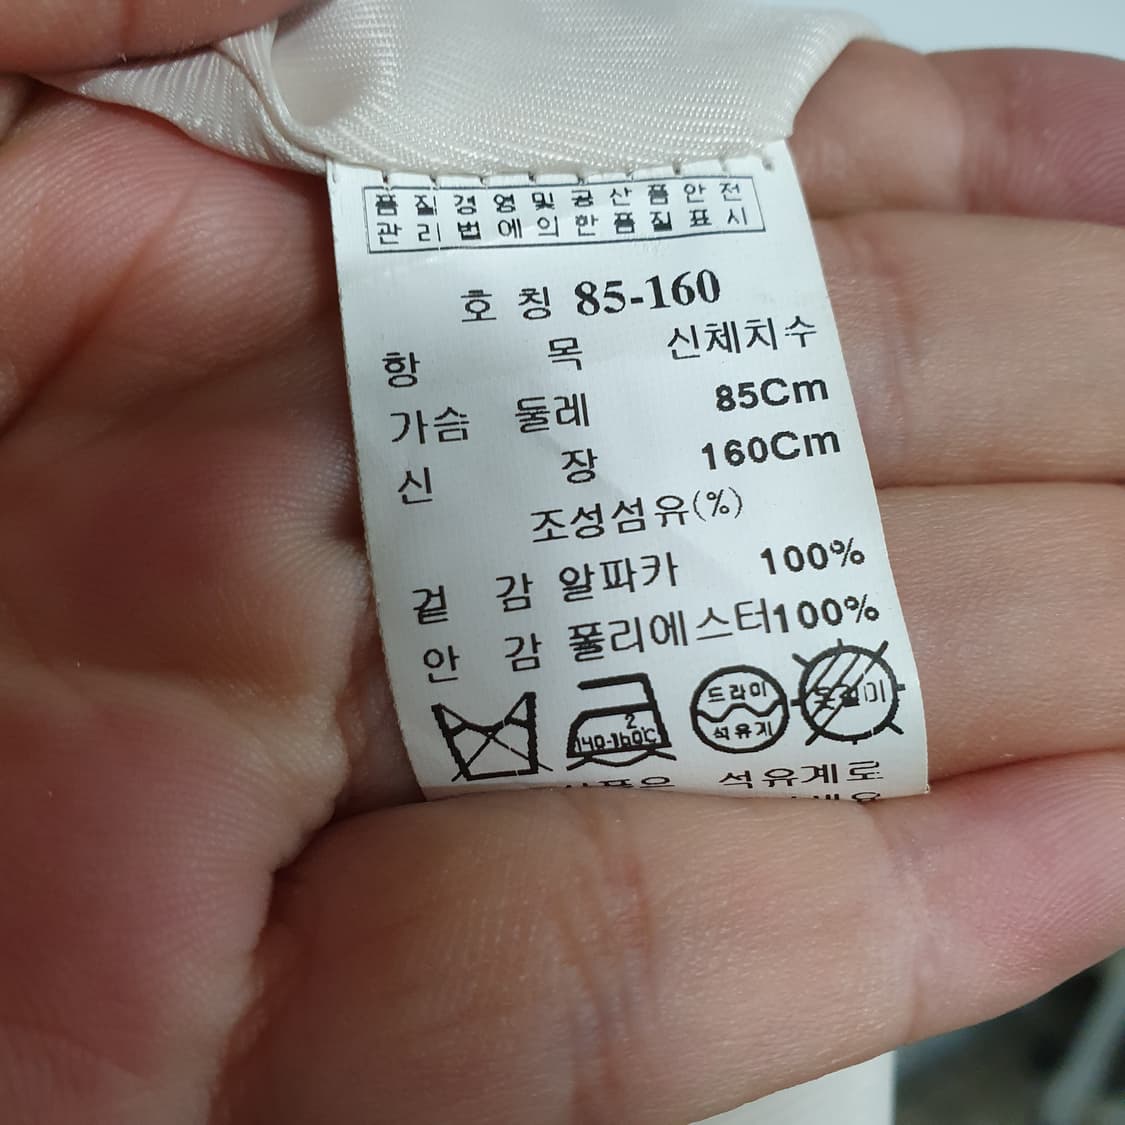 품질경영및공산품안전
관리법에의한품질표시
호칭 85-160
항목 신체치수
가슴둘레 85Cm
신장 160Cm
조성섬유(%)
겉감 알파카 100%
안감 폴리에스터100%
2
140-160℃
드라이
석유계
석유계로